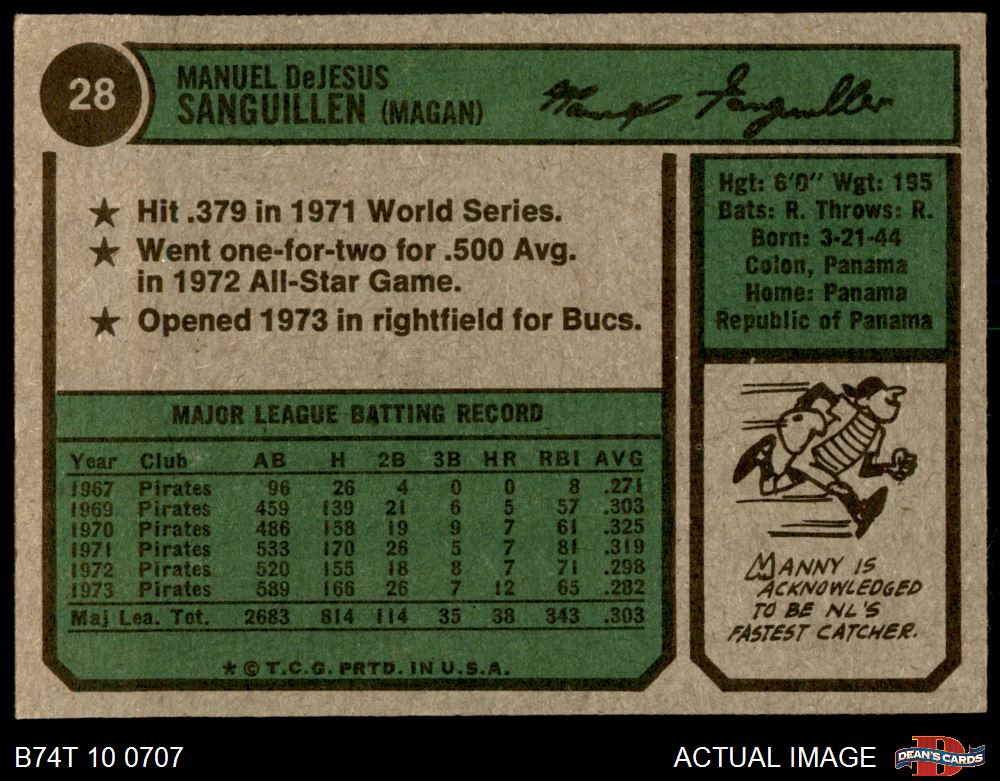 28
MANUEL DeJESUS
SANGUILLEN (MAGAN)
Manuel Sanguillen
★ Hit .379 in 1971 World Series.
★ Went one-for-two for .500 Avg.
in 1972 All-Star Game.
★ Opened 1973 in rightfield for Bucs.
Hgt: 6'0" Wgt: 195
Bats: R. Throws: R.
Born: 3-21-44
Colon, Panama
Home: Panama
Republic of Panama
MAJOR LEAGUE BATTING RECORD
Year Club AB H 2B 3B HR RBI AVG
1967 Pirates 96 26 4 0 0 8 .271
1969 Pirates 459 139 21 6 5 57 .303
1970 Pirates 486 158 19 9 7 61 .325
1971 Pirates 533 170 26 5 7 81 .319
1972 Pirates 520 155 18 8 7 71 .298
1973 Pirates 589 166 26 7 12 65 .282
Maj Lea. Tot. 2683 814 114 35 38 343 .303
* © T.C.G. PRTD. IN U.S.A.
MANNY IS
ACKNOWLEDGED
TO BE NL'S
FASTEST CATCHER.
B74T 10 0707
ACTUAL IMAGE
D
DEAN'S CARDS